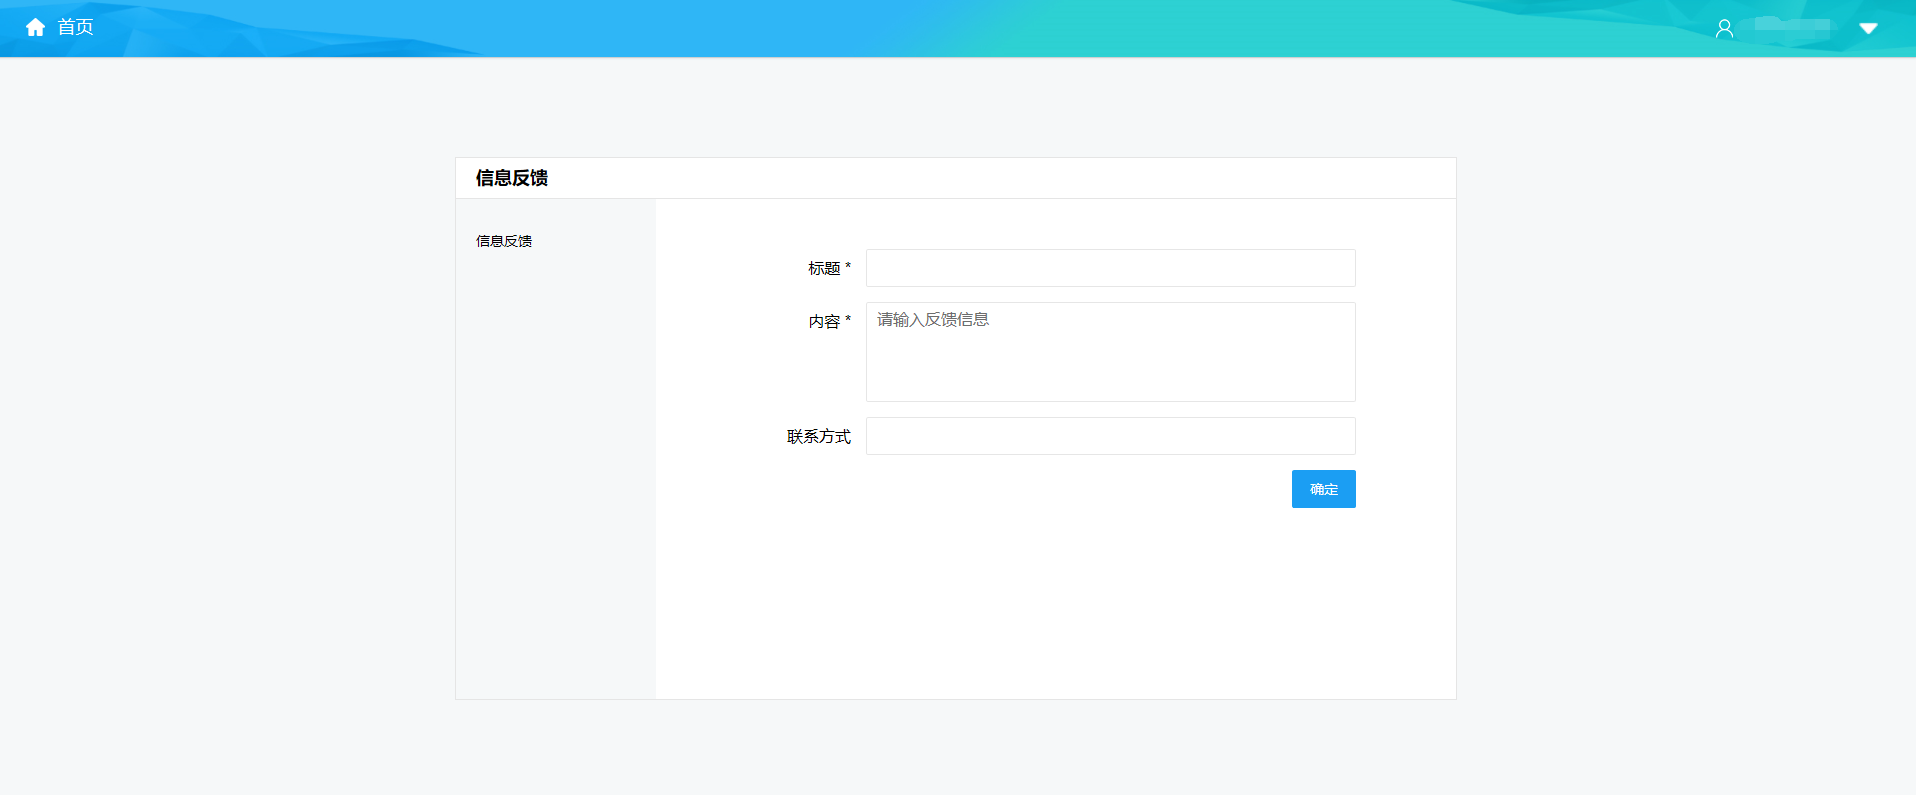 首页
信息反馈
信息反馈
标题 *
内容 *
请输入反馈信息
联系方式
确定